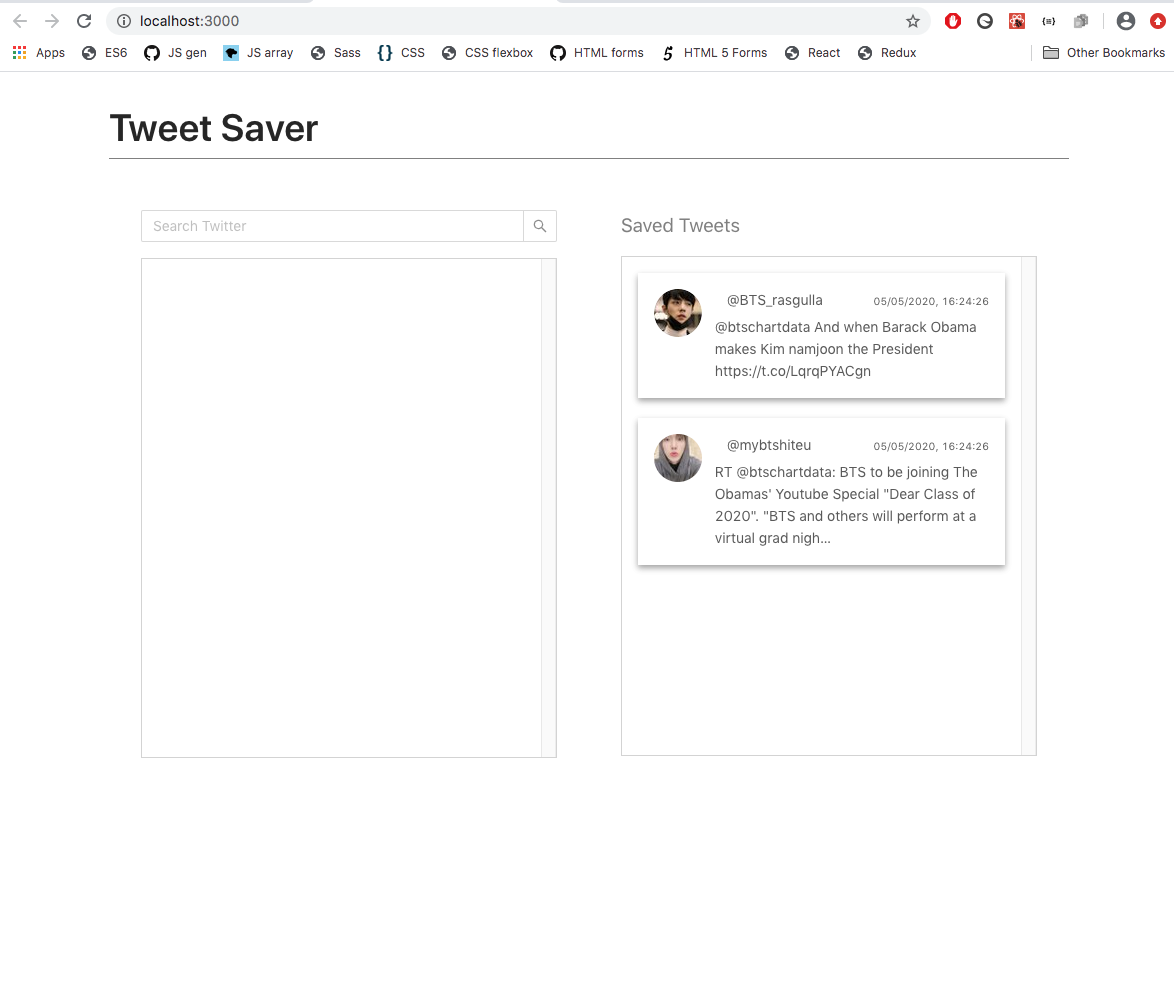 localhost:3000
Apps ES6 JS gen JS array Sass {} CSS CSS flexbox HTML forms 5 HTML 5 Forms React Redux Other Bookmarks
Tweet Saver
Search Twitter
Saved Tweets
@BTS_rasgulla 05/05/2020, 16:24:26
@btschartdata And when Barack Obama
makes Kim namjoon the President
https://t.co/LqrqPYACgn
@mybtshiteu 05/05/2020, 16:24:26
RT @btschartdata: BTS to be joining The
Obamas' Youtube Special "Dear Class of
2020". "BTS and others will perform at a
virtual grad nigh…